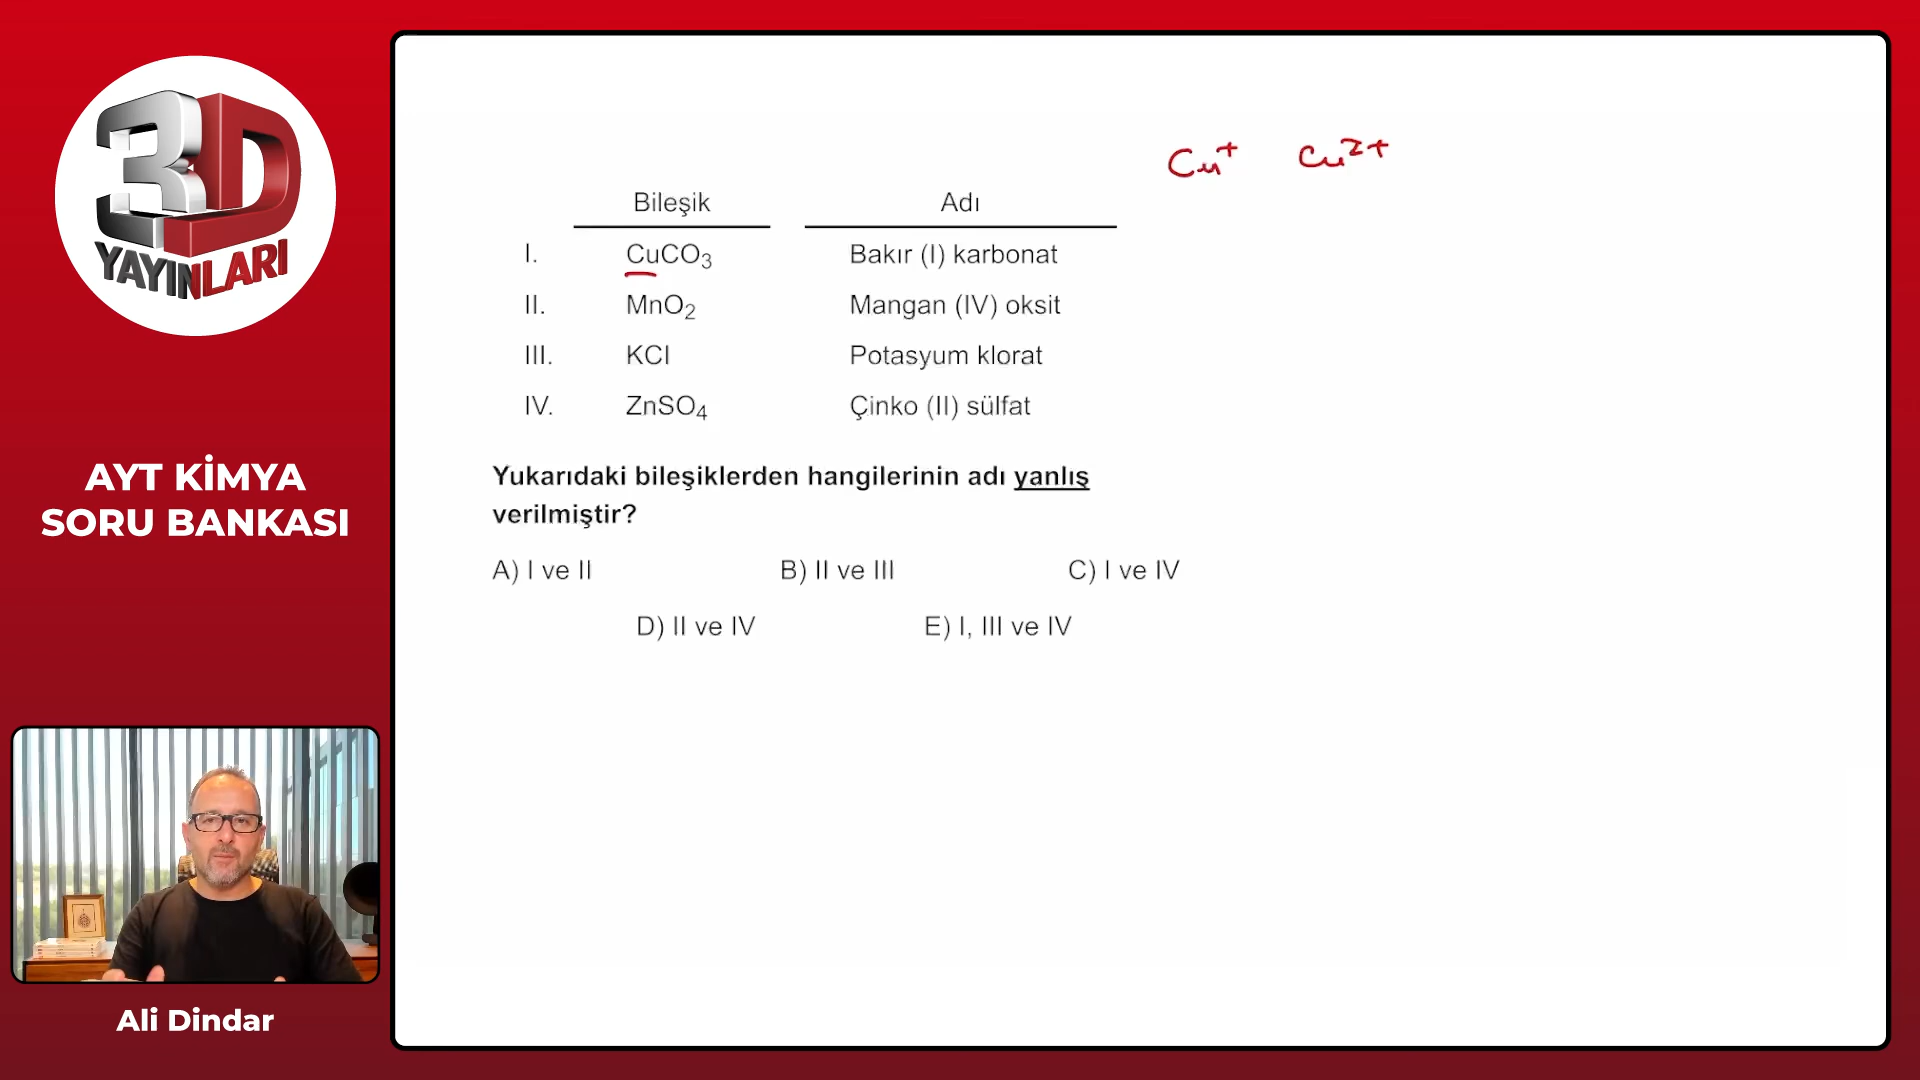 3D
YAYINLARI
AYT KİMYA
SORU BANKASI
Ali Dindar
Cu⁺ Cu²⁺
Bileşik Adı
I. CuCO₃ Bakır (I) karbonat
II. MnO₂ Mangan (IV) oksit
III. KCl Potasyum klorat
IV. ZnSO₄ Çinko (II) sülfat
Yukarıdaki bileşiklerden hangilerinin adı yanlış
verilmiştir?
A) I ve II B) II ve III C) I ve IV
D) II ve IV E) I, III ve IV